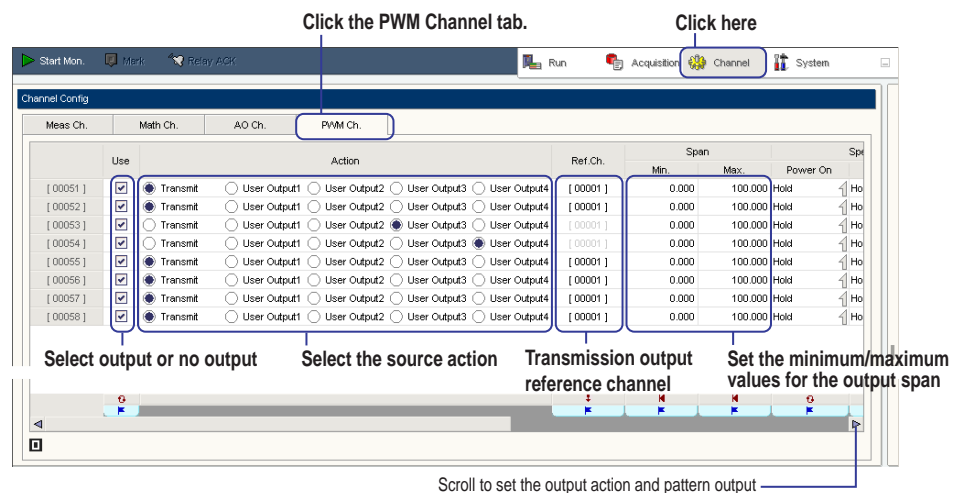 Click the PWM Channel tab. Click here
Start Mon. Mark Relay ACK Run Acquisition Channel System
Channel Config
Meas Ch. Math Ch. AO Ch. PWM Ch.
Use Action Ref.Ch. Span Spe
Min. Max. Power On
[ 00051 ] Transmit User Output1 User Output2 User Output3 User Output4 [ 00001 ] 0.000 100.000 Hold Ho
[ 00052 ] Transmit User Output1 User Output2 User Output3 User Output4 [ 00001 ] 0.000 100.000 Hold Ho
[ 00053 ] Transmit User Output1 User Output2 User Output3 User Output4 [ 00001 ] 0.000 100.000 Hold Ho
[ 00054 ] Transmit User Output1 User Output2 User Output3 User Output4 [ 00001 ] 0.000 100.000 Hold Ho
[ 00055 ] Transmit User Output1 User Output2 User Output3 User Output4 [ 00001 ] 0.000 100.000 Hold Ho
[ 00056 ] Transmit User Output1 User Output2 User Output3 User Output4 [ 00001 ] 0.000 100.000 Hold Ho
[ 00057 ] Transmit User Output1 User Output2 User Output3 User Output4 [ 00001 ] 0.000 100.000 Hold Ho
[ 00058 ] Transmit User Output1 User Output2 User Output3 User Output4 [ 00001 ] 0.000 100.000 Hold Ho
Select output or no output Select the source action Transmission output Set the minimum/maximum
reference channel values for the output span
Scroll to set the output action and pattern output